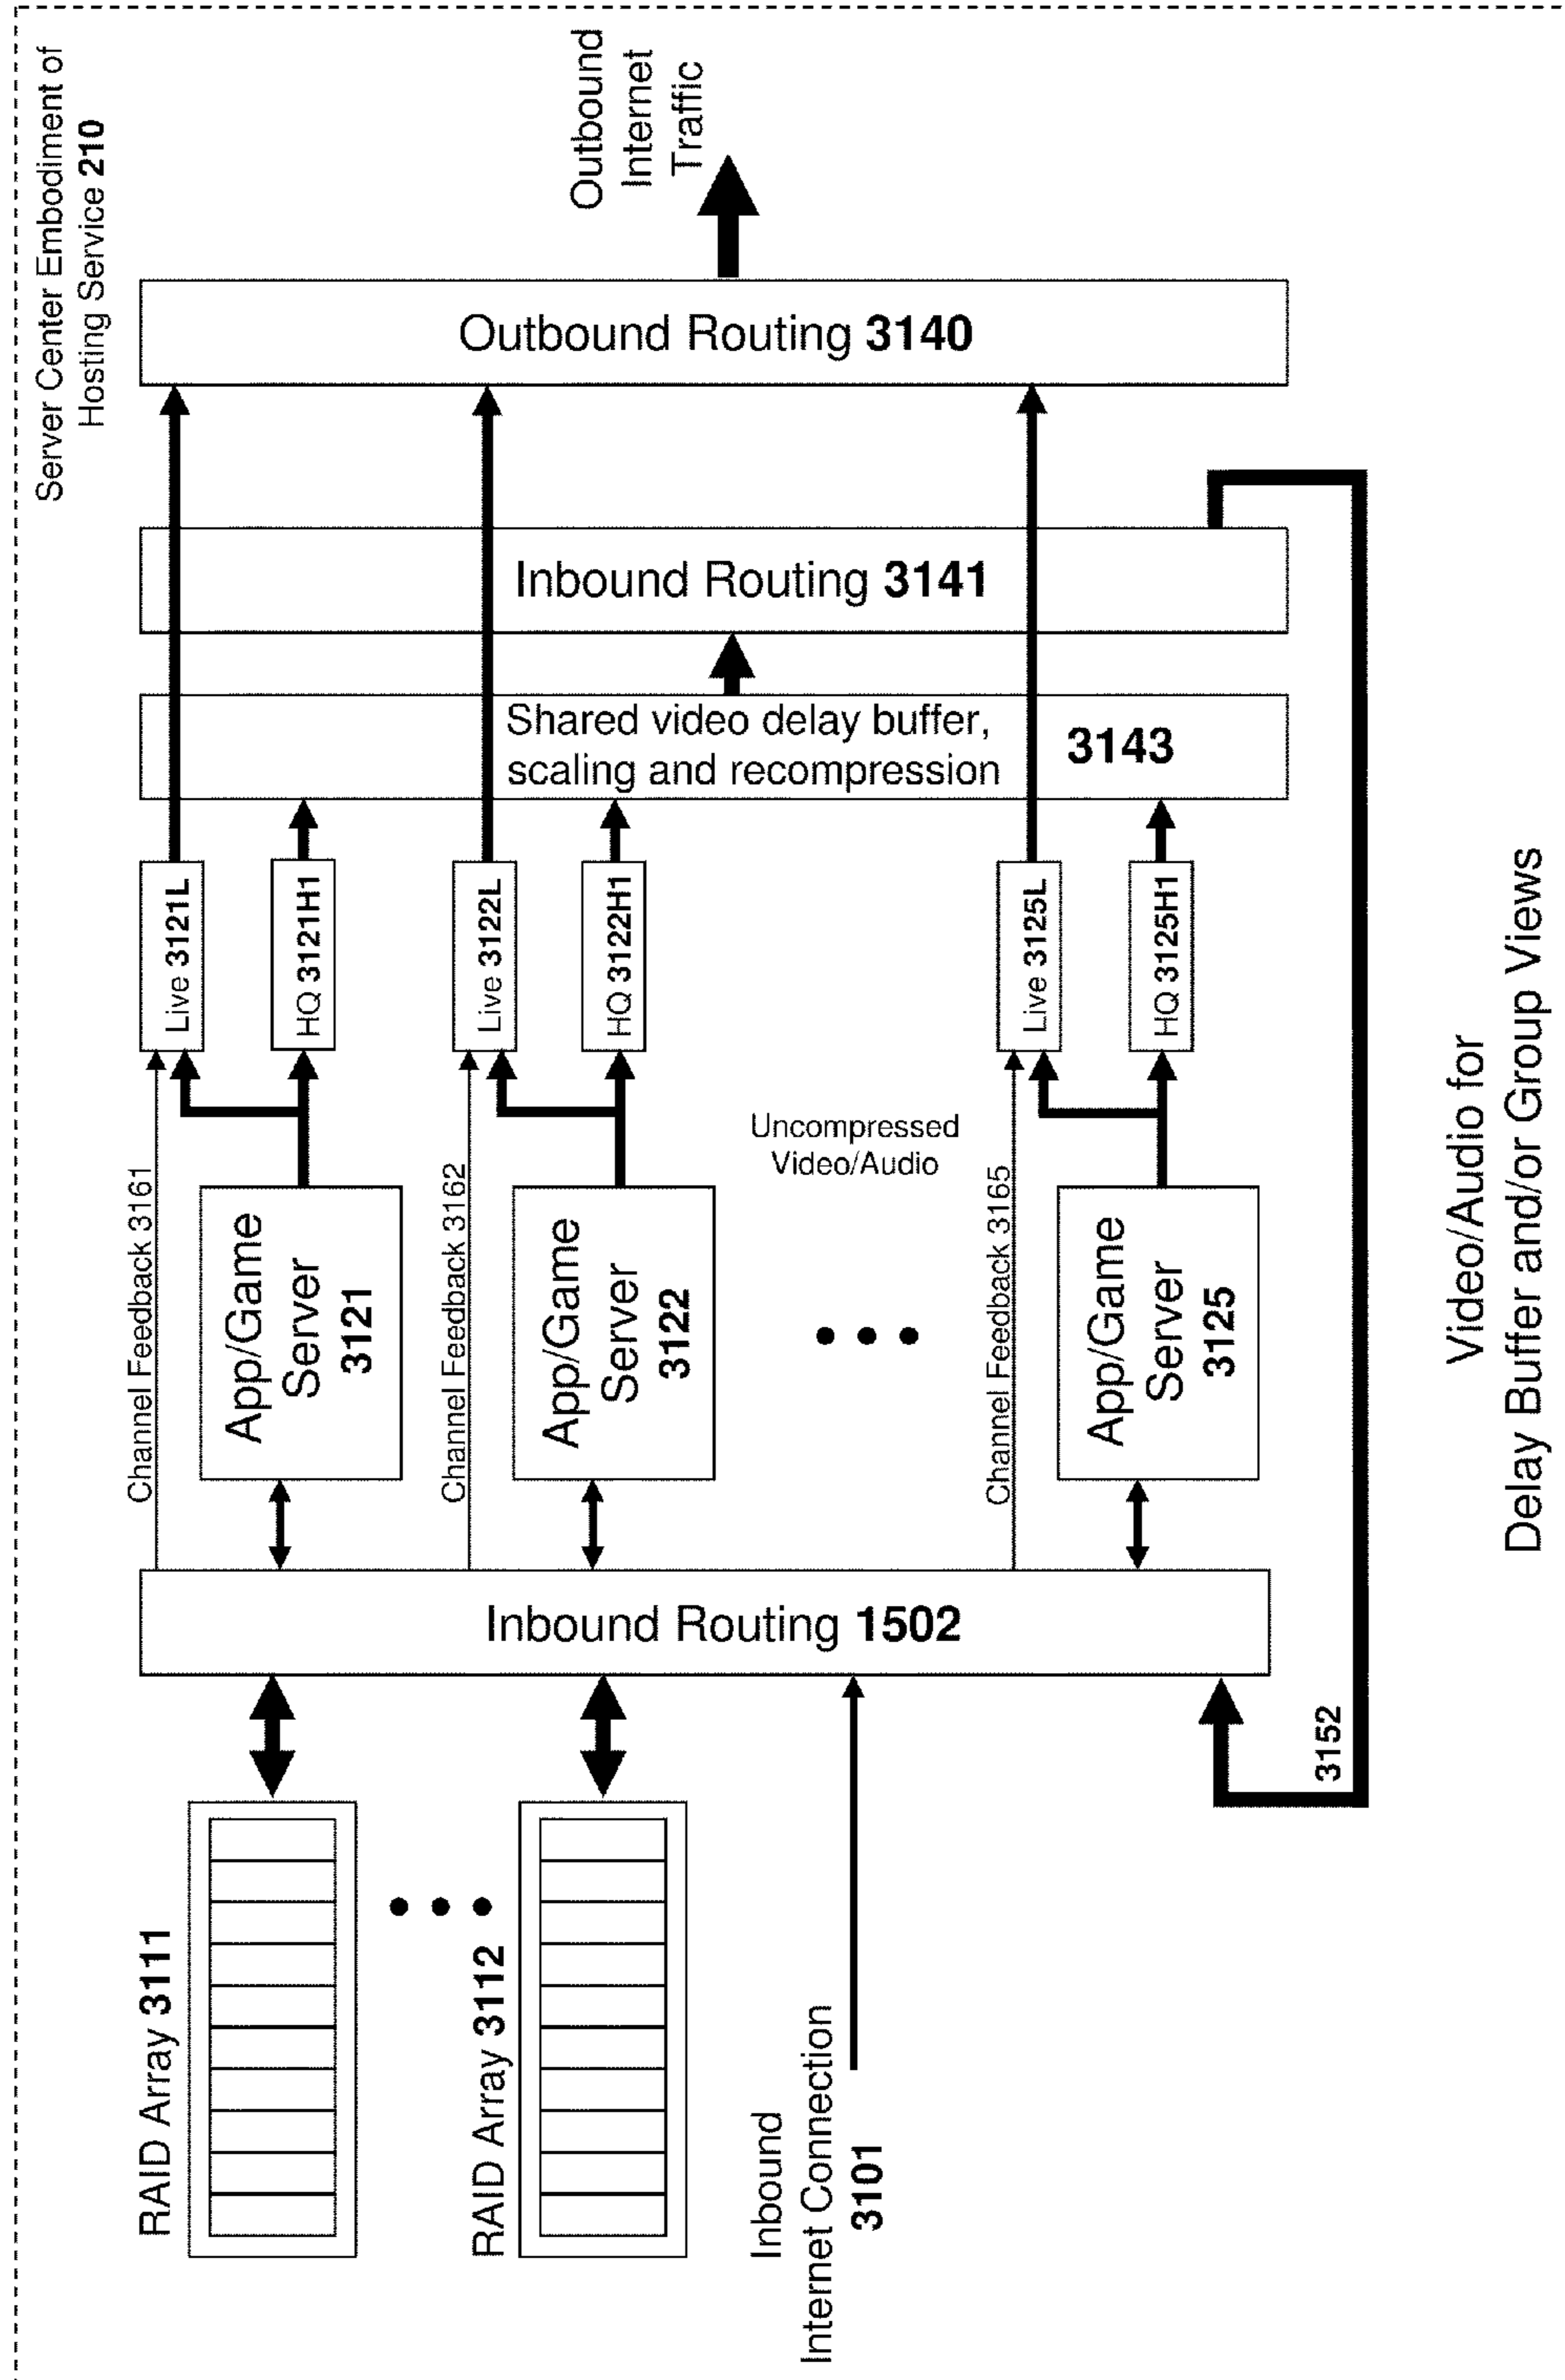 Server Center Embodiment of
Hosting Service 210
RAID Array 3111
RAID Array 3112
Inbound
Internet Connection
3101
Inbound Routing 1502
Channel Feedback 3161
App/Game
Server
3121
Live 3121L
HQ 3121H1
Channel Feedback 3162
App/Game
Server
3122
Live 3122L
HQ 3122H1
Uncompressed
Video/Audio
Channel Feedback 3165
App/Game
Server
3125
Live 3125L
HQ 3125H1
Shared video delay buffer,
scaling and recompression
3143
Inbound Routing 3141
Outbound Routing 3140
Outbound
Internet
Traffic
3152
Video/Audio for
Delay Buffer and/or Group Views